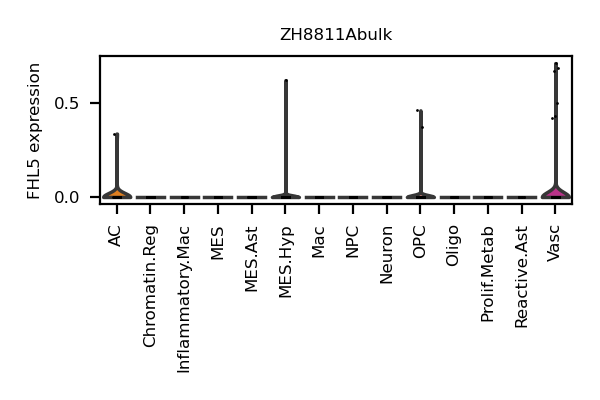 ZH8811Abulk
FHL5 expression
0.5
0.0
AC
Chromatin.Reg
Inflammatory.Mac
MES
MES.Ast
MES.Hyp
Mac
NPC
Neuron
OPC
Oligo
Prolif.Metab
Reactive.Ast
Vasc